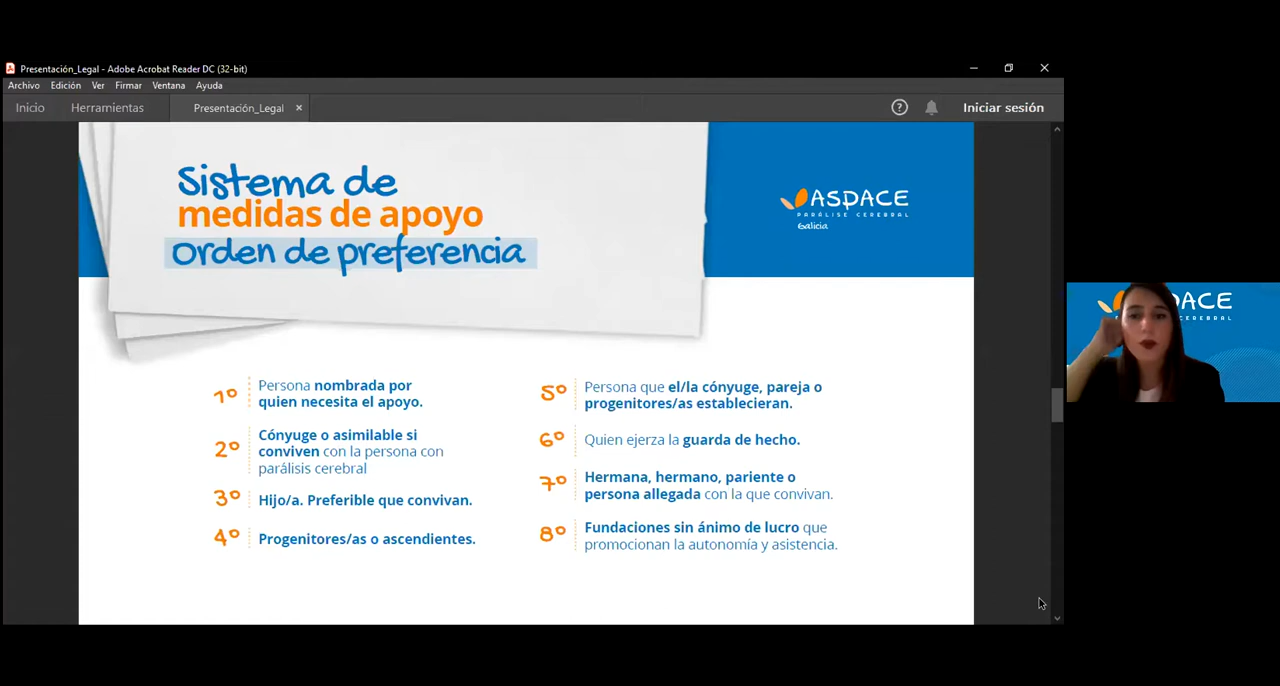 Presentación_Legal - Adobe Acrobat Reader DC (32-bit)
Archivo Edición Ver Firmar Ventana Ayuda
Inicio Herramientas Presentación_Legal × Iniciar sesión
Sistema de
medidas de apoyo
Orden de preferencia
ASPACE
PARÁLISE CEREBRAL
Galicia
1º Persona nombrada por
quien necesita el apoyo.
2º Cónyuge o asimilable si
conviven con la persona con
parálisis cerebral
3º Hijo/a. Preferible que convivan.
4º Progenitores/as o ascendientes.
5º Persona que el/la cónyuge, pareja o
progenitores/as establecieran.
6º Quien ejerza la guarda de hecho.
7º Hermana, hermano, pariente o
persona allegada con la que convivan.
8º Fundaciones sin ánimo de lucro que
promocionan la autonomía y asistencia.